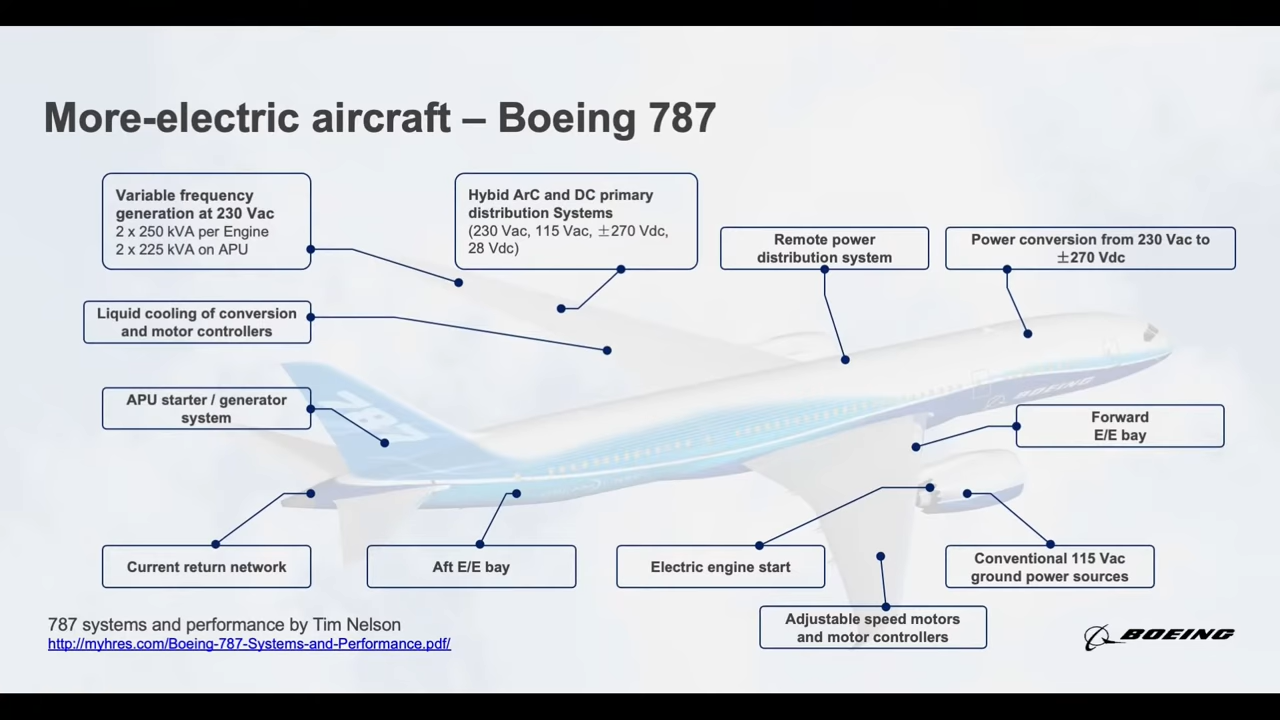 More-electric aircraft – Boeing 787
Variable frequency
generation at 230 Vac
2 x 250 kVA per Engine
2 x 225 kVA on APU
Hybid ArC and DC primary
distribution Systems
(230 Vac, 115 Vac, ±270 Vdc,
28 Vdc)
Remote power
distribution system
Power conversion from 230 Vac to
±270 Vdc
Liquid cooling of conversion
and motor controllers
APU starter / generator
system
787
BOEING
Forward
E/E bay
Current return network
Aft E/E bay
Electric engine start
Conventional 115 Vac
ground power sources
Adjustable speed motors
and motor controllers
787 systems and performance by Tim Nelson
http://myhres.com/Boeing-787-Systems-and-Performance.pdf/
BOEING